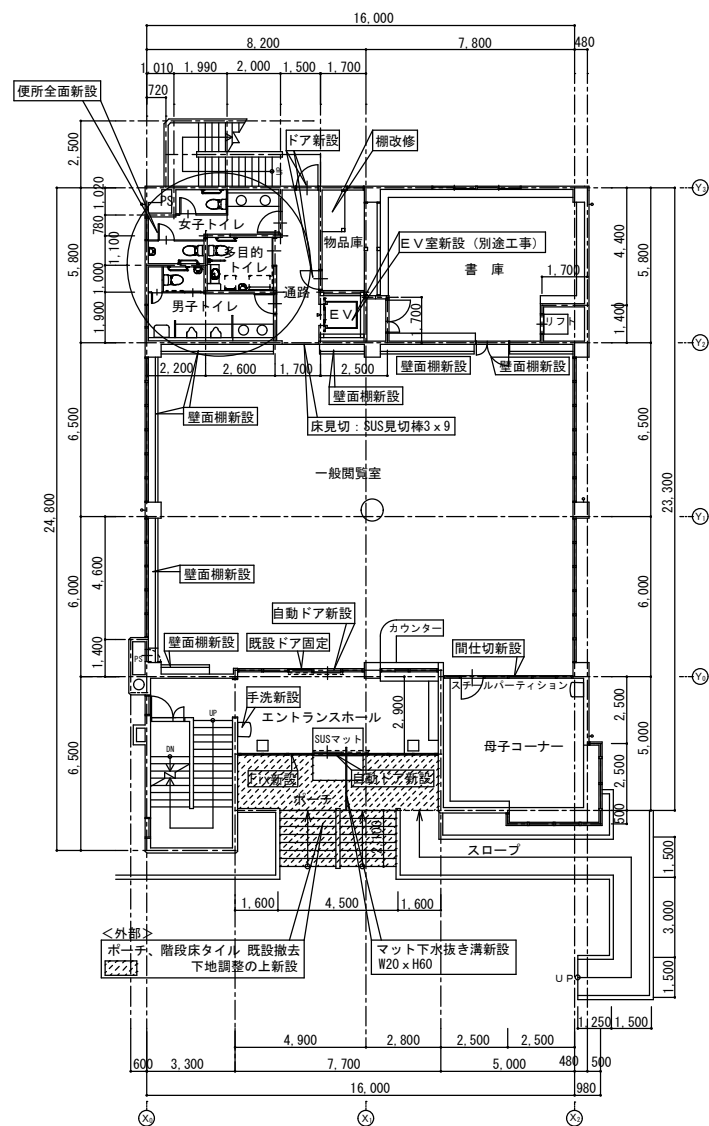 16,000
8,200
7,800
480
1,010
1,990
2,000
1,500
1,700
720
便所全面新設
ドア新設
棚改修
2,500
1,020
780
1,100
1,000
1,900
5,800
PS
女子トイレ
多目的
トイレ
男子トイレ
通路
物品庫
EV
EV室新設(別途工事)
書 庫
1,700
リフト
1,700
4,400
1,400
5,800
Y3
Y2
2,200
2,600
1,700
2,500
壁面棚新設
壁面棚新設
壁面棚新設
壁面棚新設
床見切:SUS見切棒3x9
一般閲覧室
6,500
24,800
6,500
23,300
Y1
4,600
6,000
1,400
6,000
壁面棚新設
自動ドア新設
カウンター
壁面棚新設
既設ドア固定
間仕切新設
PS
Y0
手洗新設
スチールパーティション
エントランスホール
2,900
UP
SUSマット
母子コーナー
DN
6,500
2,500
2,500
5,000
500
Fix新設
自動ドア新設
ポーチ
2,100
スロープ
1,600
4,500
1,600
1,500
3,000
1,500
<外部>
ポーチ、階段床タイル 既設撤去
下地調整の上新設
マット下水抜き溝新設
W20xH60
UP
1,250
1,500
4,900
2,800
2,500
2,500
600
3,300
7,700
5,000
480
500
16,000
980
X0
X1
X2